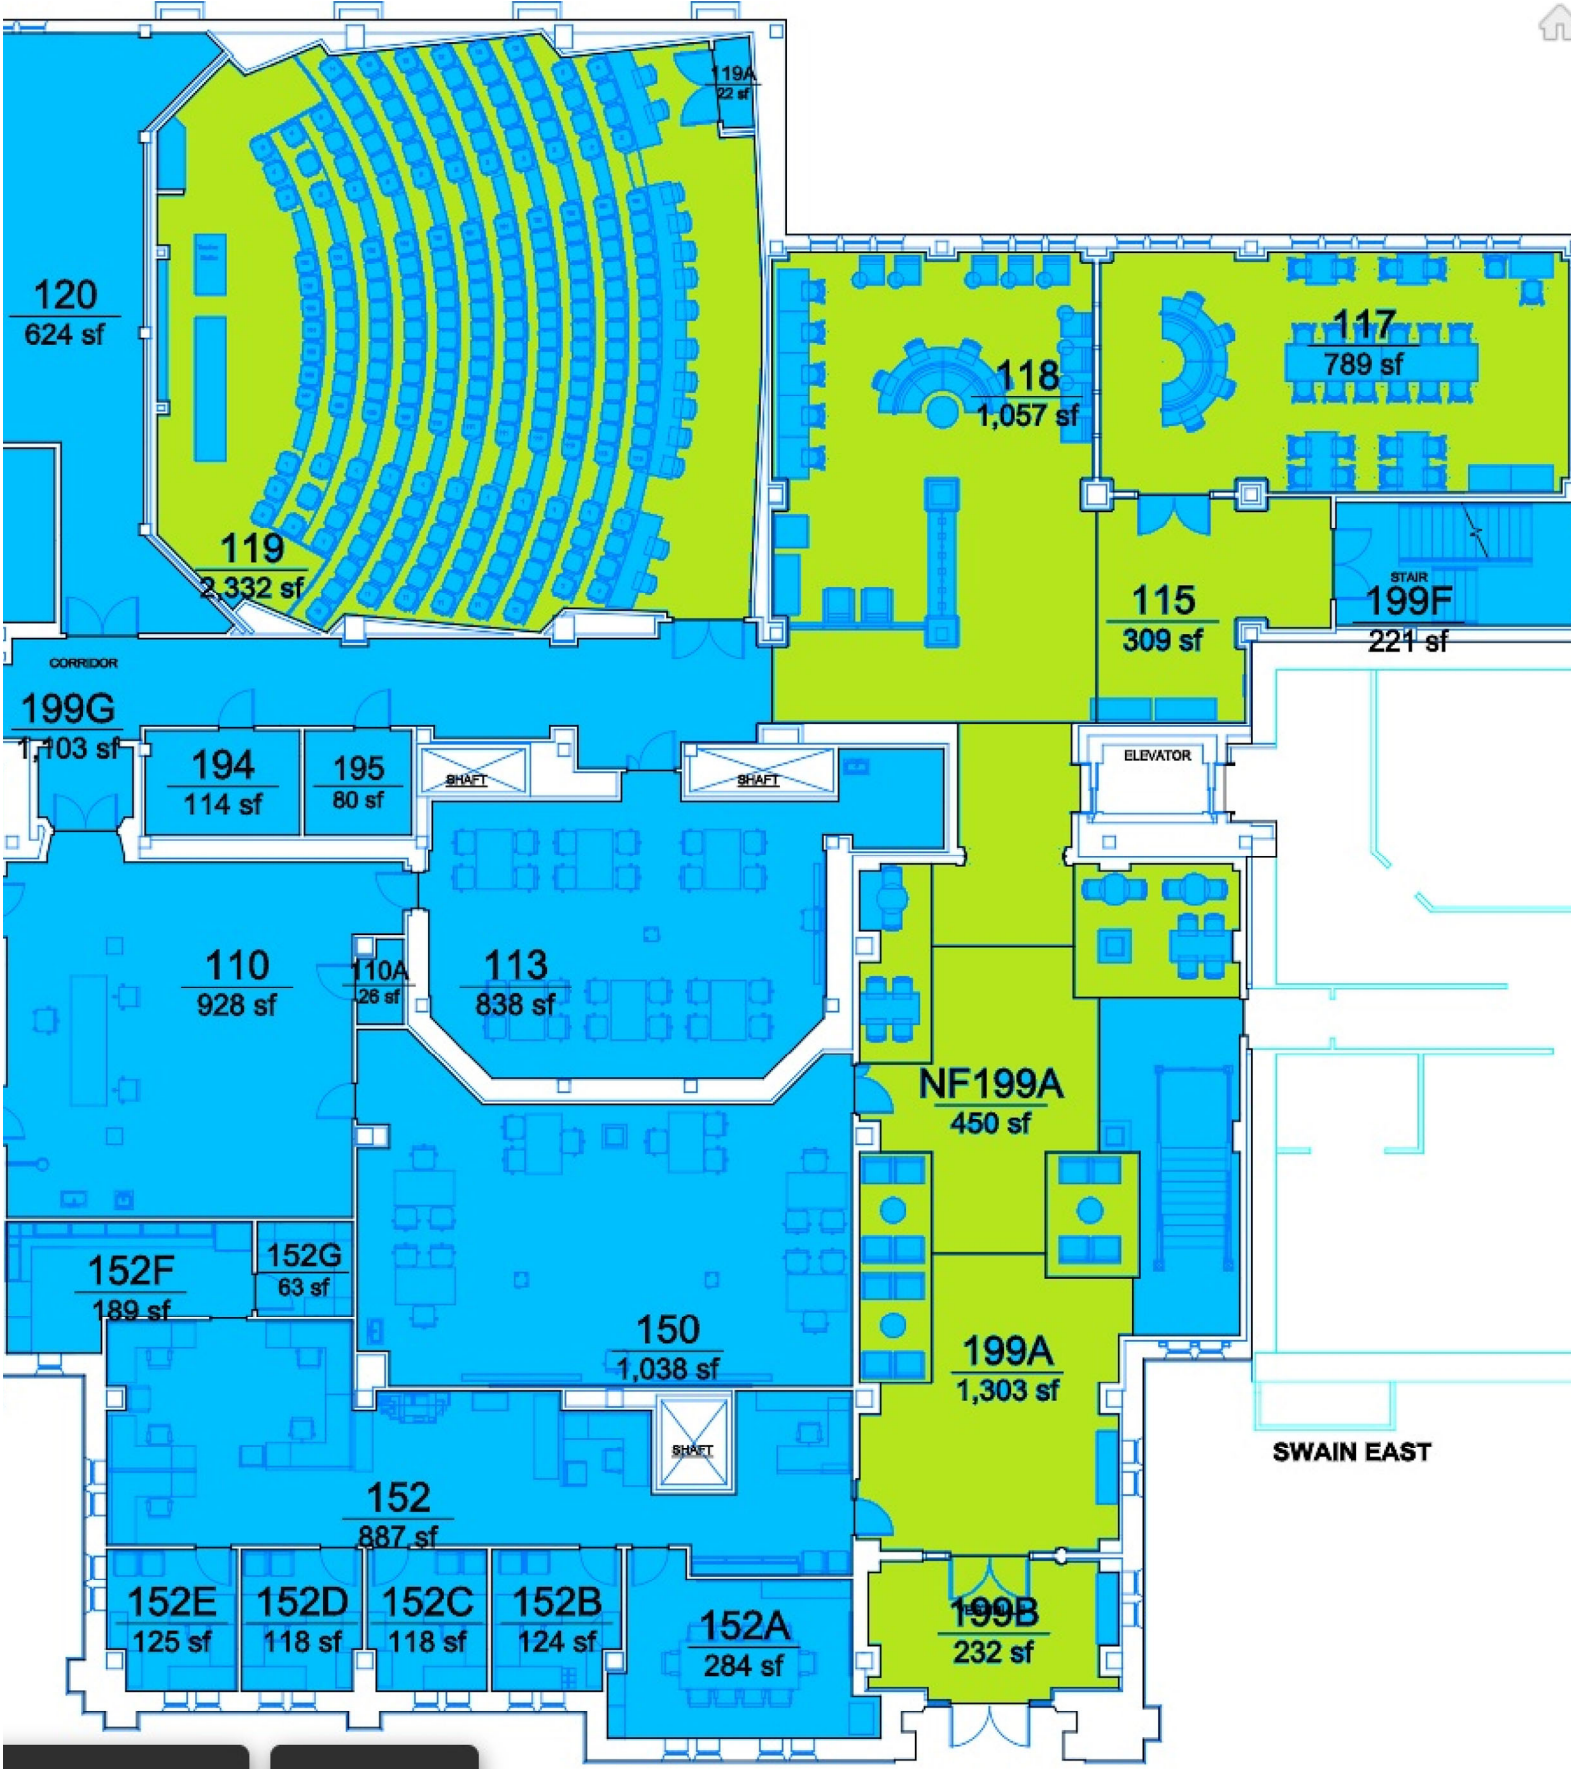 119A
22 sf
120
624 sf
117
789 sf
118
1,057 sf
119
2,332 sf
115
309 sf
STAIR
199F
221 sf
CORRIDOR
199G
1,103 sf
194
114 sf
195
80 sf
SHAFT
SHAFT
ELEVATOR
110
928 sf
110A
26 sf
113
838 sf
NF199A
450 sf
152F
189 sf
152G
63 sf
150
1,038 sf
199A
1,303 sf
SHAFT
SWAIN EAST
152
887 sf
152E
125 sf
152D
118 sf
152C
118 sf
152B
124 sf
152A
284 sf
199B
232 sf